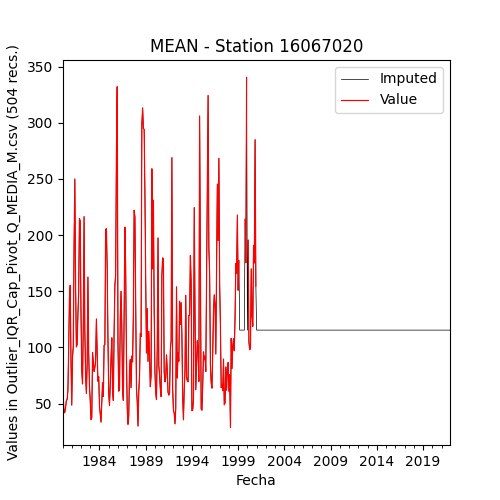 MEAN - Station 16067020
Imputed
Value
Values in Outlier_IQR_Cap_Pivot_Q_MEDIA_M.csv (504 recs.)
350
300
250
200
150
100
50
1984 1989 1994 1999 2004 2009 2014 2019
Fecha